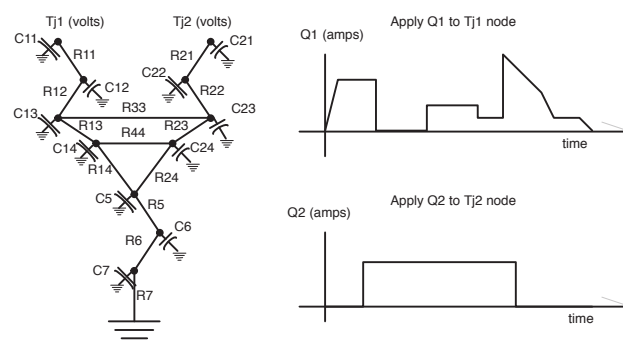 Tj1 (volts) Tj2 (volts)
C11 C21
R11 R21
C22
R12 C12 R22
R33
C13 C23
R13 R44 R23
C14 C24
R14 R24
C5 R5
R6 C6
C7
R7
Apply Q1 to Tj1 node
Q1 (amps)
time
Apply Q2 to Tj2 node
Q2 (amps)
time